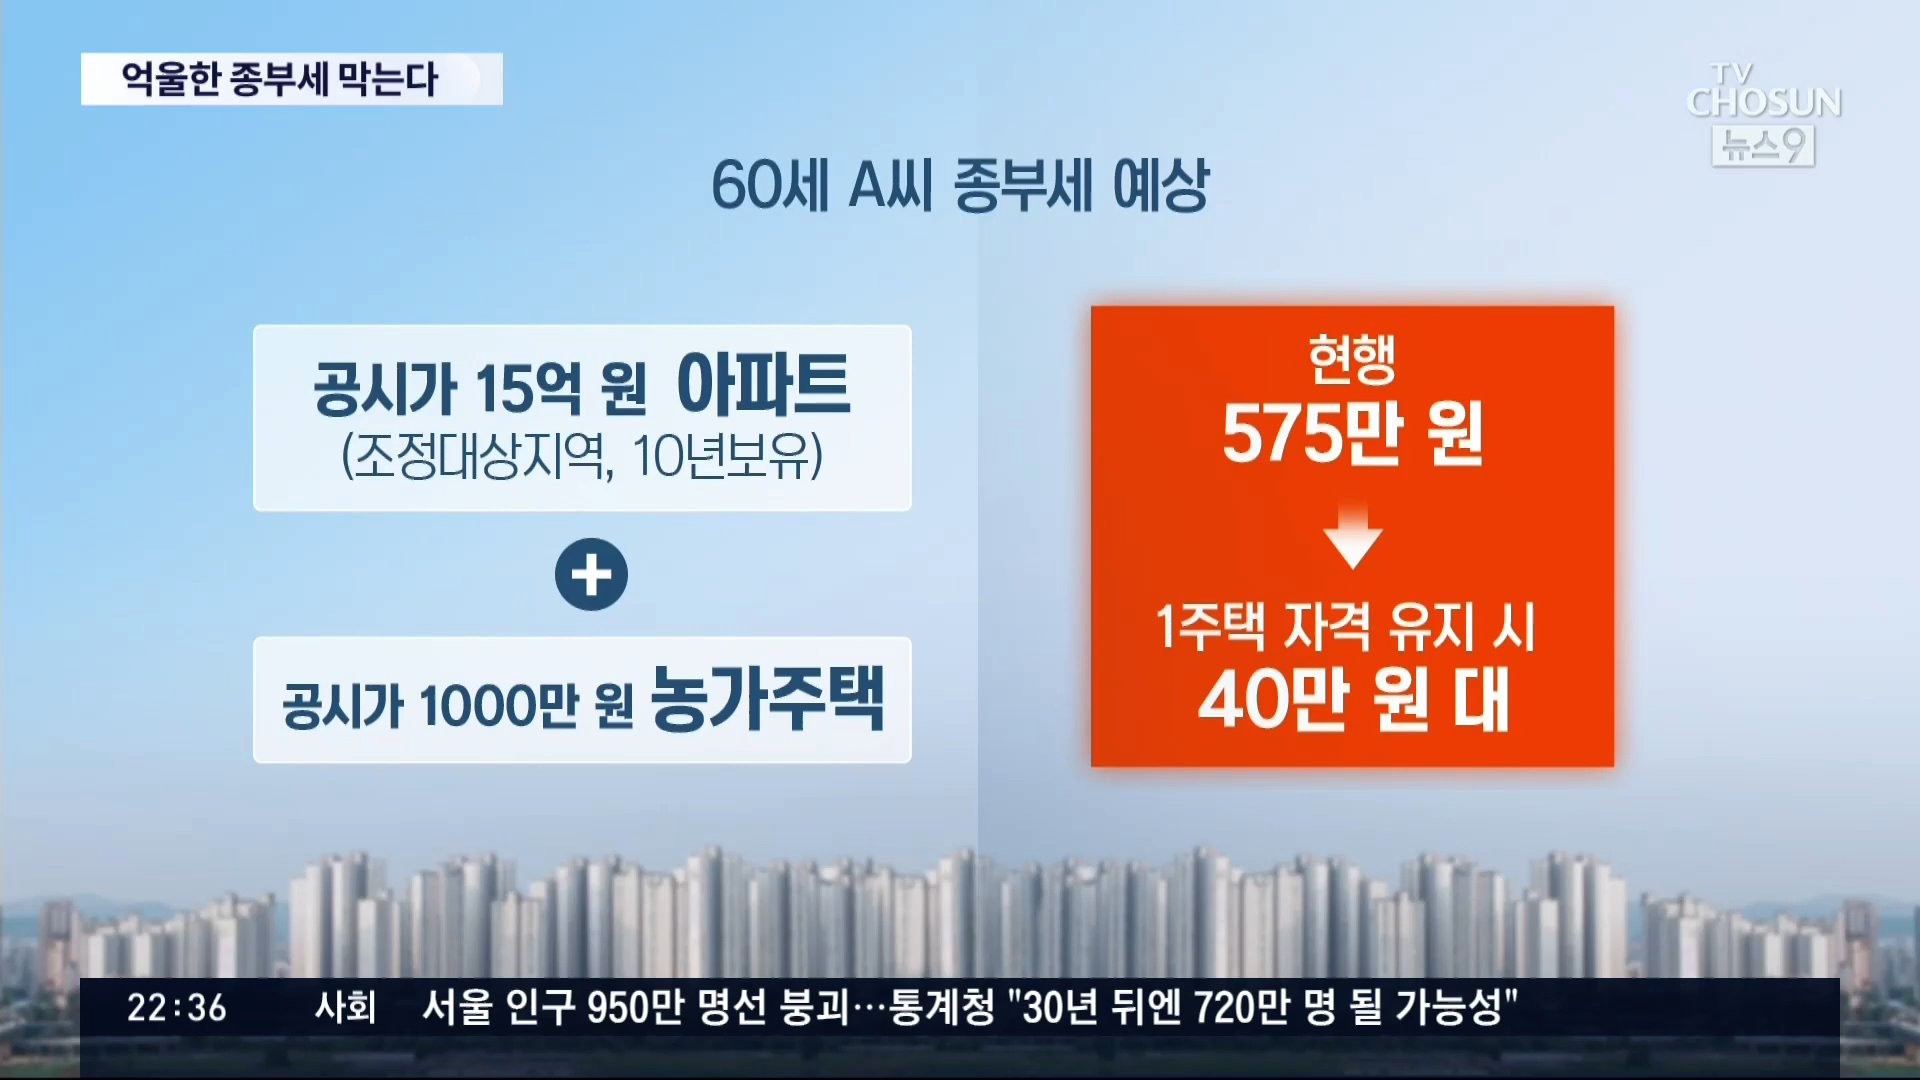 억울한 종부세 막는다
TV
CHOSUN
뉴스9
60세 A씨 종부세 예상
공시가 15억 원 아파트
(조정대상지역, 10년보유)
+
공시가 1000만 원 농가주택
현행
575만 원
1주택 자격 유지 시
40만 원 대
22:36 사회 서울 인구 950만 명선 붕괴…통계청 "30년 뒤엔 720만 명 될 가능성"